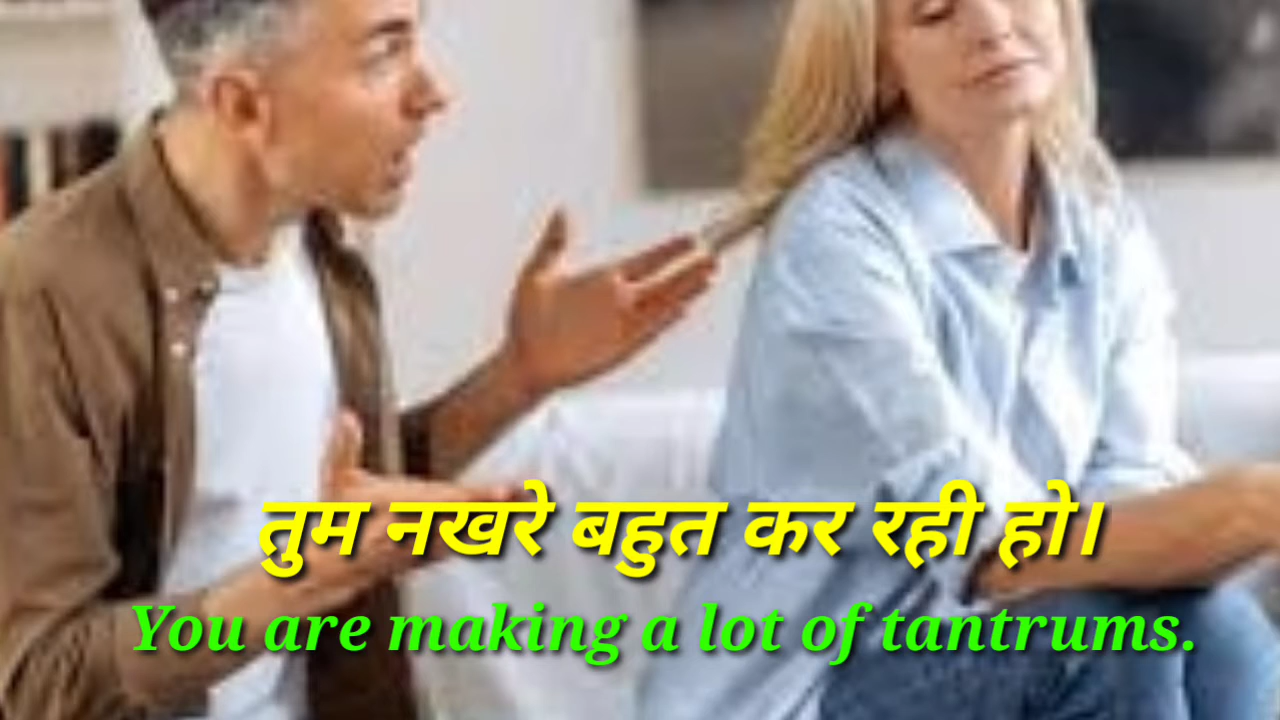 तुम नखरे बहुत कर रही हो।
You are making a lot of tantrums.